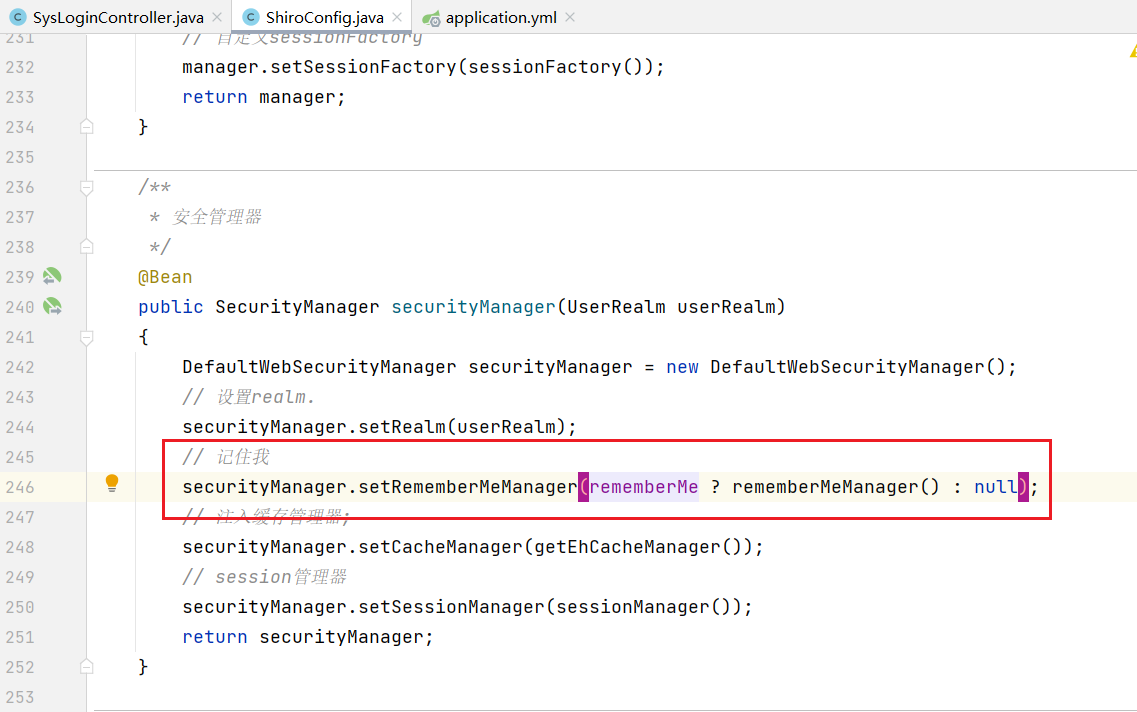 SysLoginController.java × ShiroConfig.java × application.yml ×
231 // 自定义sessionFactory
232 manager.setSessionFactory(sessionFactory());
233 return manager;
234 }
235
236 /**
237 * 安全管理器
238 */
239 @Bean
240 public SecurityManager securityManager(UserRealm userRealm)
241 {
242 DefaultWebSecurityManager securityManager = new DefaultWebSecurityManager();
243 // 设置realm.
244 securityManager.setRealm(userRealm);
245 // 记住我
246 securityManager.setRememberMeManager(rememberMe ? rememberMeManager() : null);
247 // 注入缓存管理器;
248 securityManager.setCacheManager(getEhCacheManager());
249 // session管理器
250 securityManager.setSessionManager(sessionManager());
251 return securityManager;
252 }
253